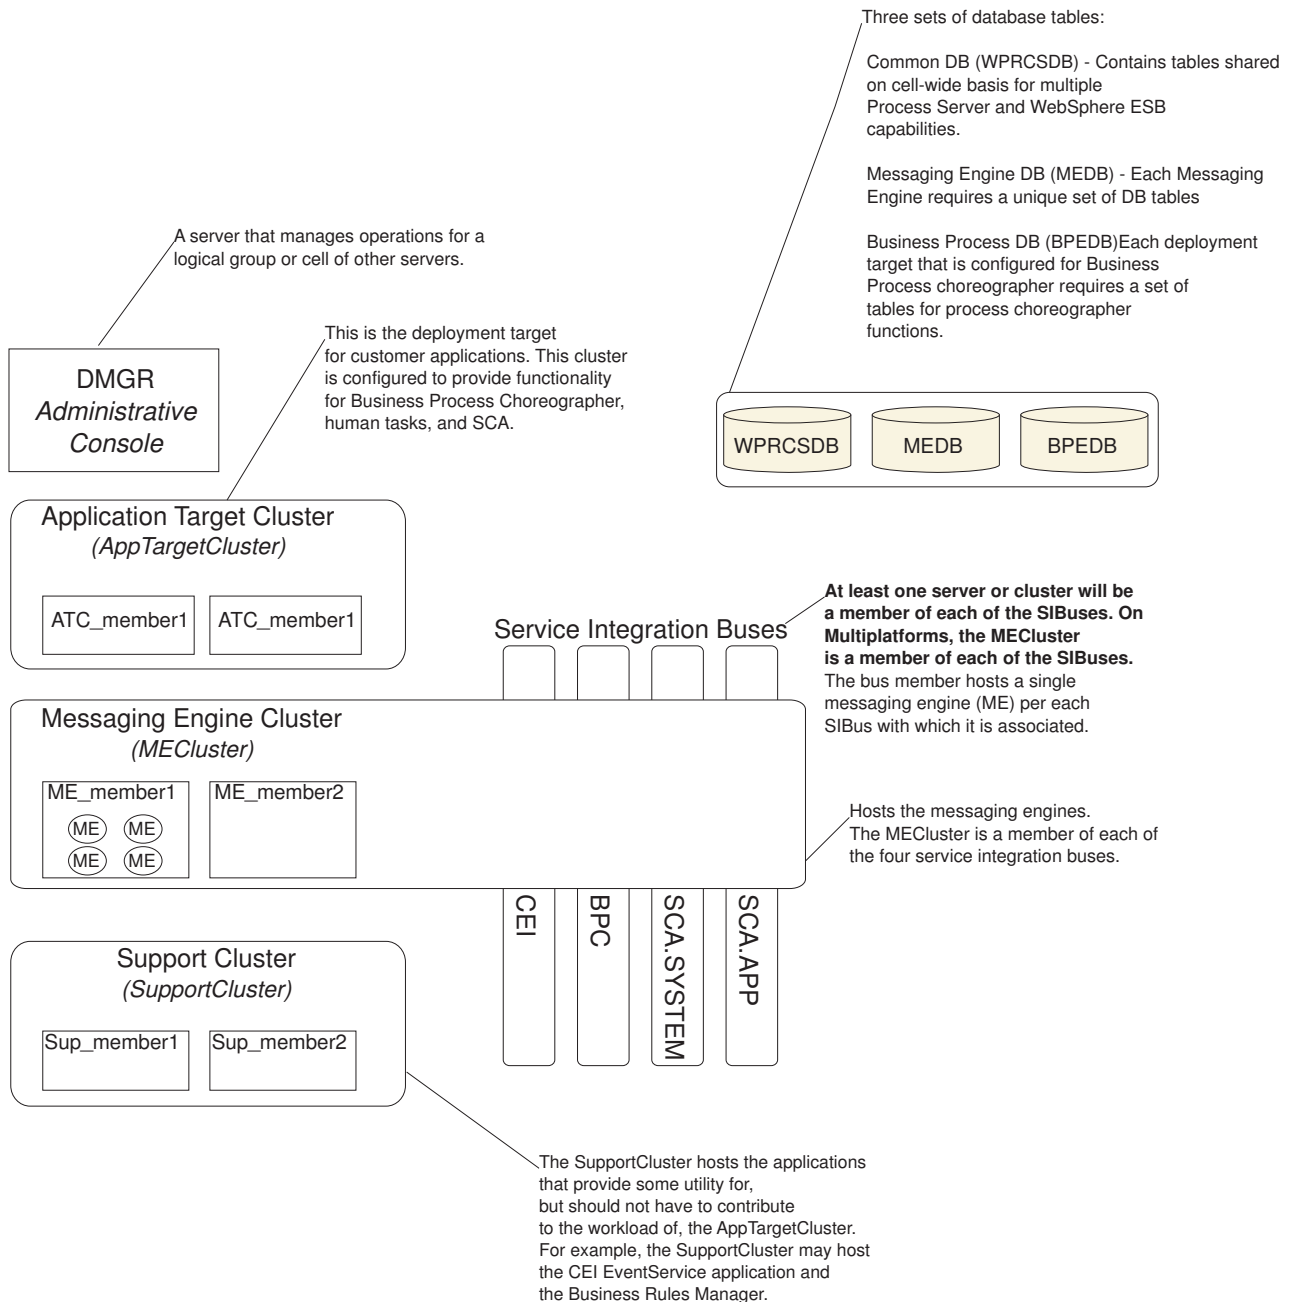 Three sets of database tables:
Common DB (WPRCSDB) - Contains tables shared
on cell-wide basis for multiple
Process Server and WebSphere ESB
capabilities.
Messaging Engine DB (MEDB) - Each Messaging
Engine requires a unique set of DB tables
Business Process DB (BPEDB)Each deployment
target that is configured for Business
Process choreographer requires a set of
tables for process choreographer
functions.
A server that manages operations for a
logical group or cell of other servers.
This is the deployment target
for customer applications. This cluster
is configured to provide functionality
for Business Process Choreographer,
human tasks, and SCA.
DMGR
Administrative
Console
WPRCSDB
MEDB
BPEDB
Application Target Cluster
(AppTargetCluster)
ATC_member1
ATC_member1
Service Integration Buses
At least one server or cluster will be
a member of each of the SIBuses. On
Multiplatforms, the MECluster
is a member of each of the SIBuses.
The bus member hosts a single
messaging engine (ME) per each
SIBus with which it is associated.
Messaging Engine Cluster
(MECluster)
ME_member1
ME
ME
ME
ME
ME_member2
Hosts the messaging engines.
The MECluster is a member of each of
the four service integration buses.
CEI
BPC
SCA.SYSTEM
SCA.APP
Support Cluster
(SupportCluster)
Sup_member1
Sup_member2
The SupportCluster hosts the applications
that provide some utility for,
but should not have to contribute
to the workload of, the AppTargetCluster.
For example, the SupportCluster may host
the CEI EventService application and
the Business Rules Manager.